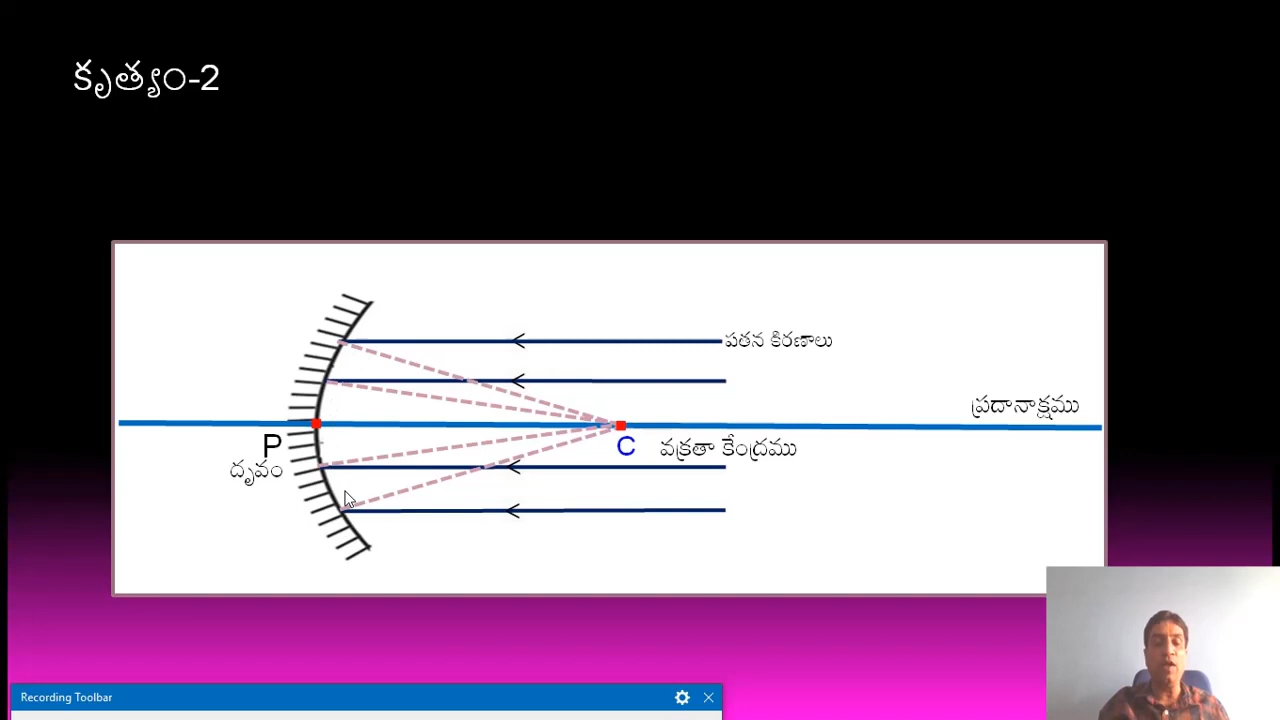 కృత్యం-2
పతన కిరణాలు
ప్రదానాక్షము
P
దృవం
C
వక్రతా కేంద్రము
Recording Toolbar